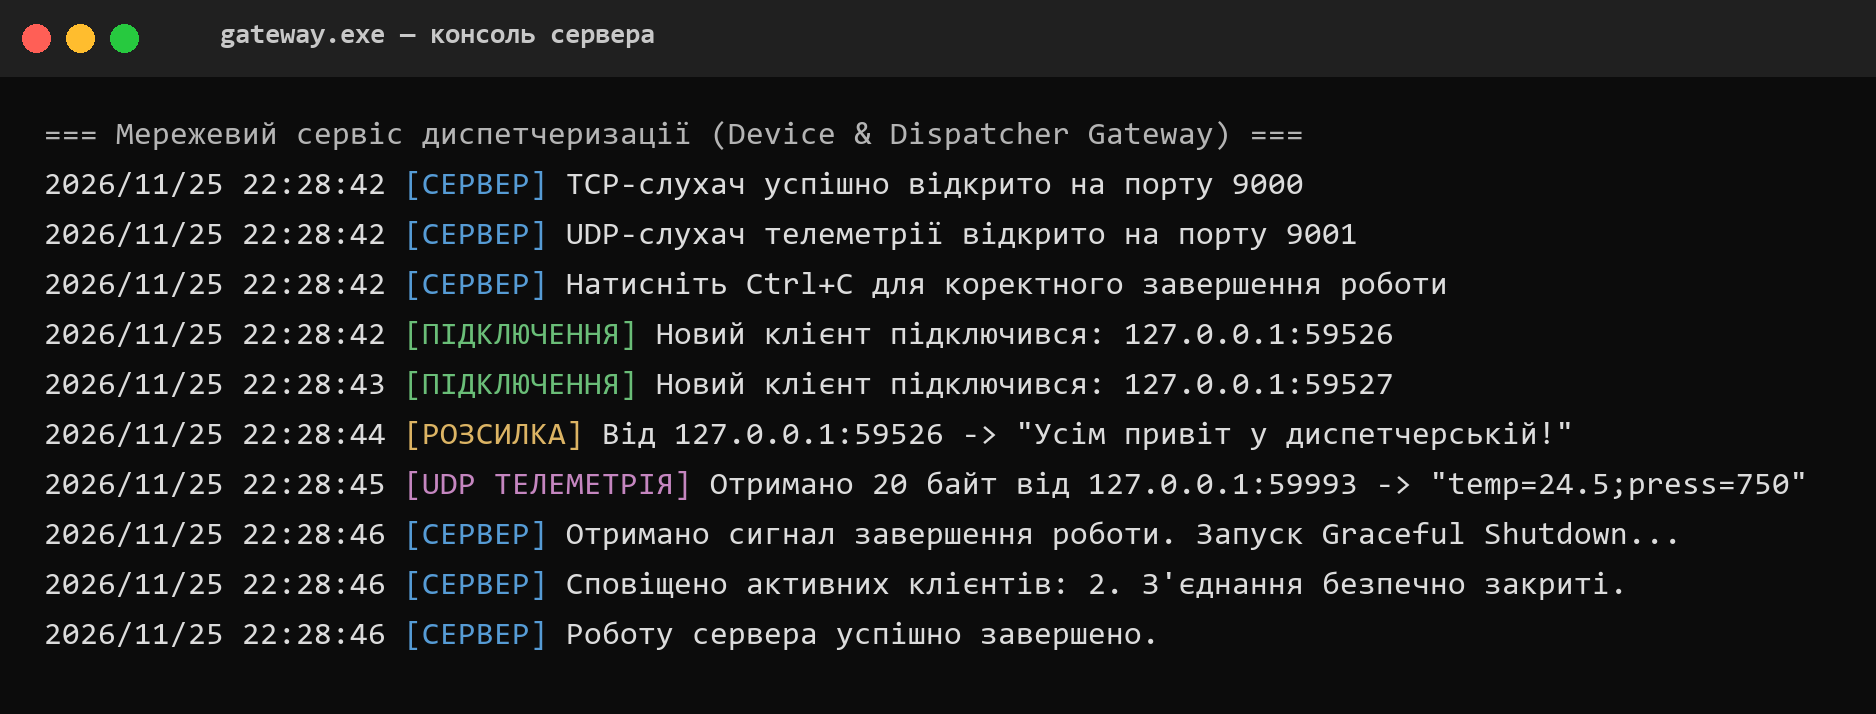 gateway.exe — консоль сервера
=== Мережевий сервіс диспетчеризації (Device & Dispatcher Gateway) ===
2026/11/25 22:28:42 [СЕРВЕР] TCP-слухач успішно відкрито на порту 9000
2026/11/25 22:28:42 [СЕРВЕР] UDP-слухач телеметрії відкрито на порту 9001
2026/11/25 22:28:42 [СЕРВЕР] Натисніть Ctrl+C для коректного завершення роботи
2026/11/25 22:28:42 [ПІДКЛЮЧЕННЯ] Новий клієнт підключився: 127.0.0.1:59526
2026/11/25 22:28:43 [ПІДКЛЮЧЕННЯ] Новий клієнт підключився: 127.0.0.1:59527
2026/11/25 22:28:44 [РОЗСИЛКА] Від 127.0.0.1:59526 -> "Усім привіт у диспетчерській!"
2026/11/25 22:28:45 [UDP ТЕЛЕМЕТРІЯ] Отримано 20 байт від 127.0.0.1:59993 -> "temp=24.5;press=750"
2026/11/25 22:28:46 [СЕРВЕР] Отримано сигнал завершення роботи. Запуск Graceful Shutdown...
2026/11/25 22:28:46 [СЕРВЕР] Сповіщено активних клієнтів: 2. З'єднання безпечно закриті.
2026/11/25 22:28:46 [СЕРВЕР] Роботу сервера успішно завершено.